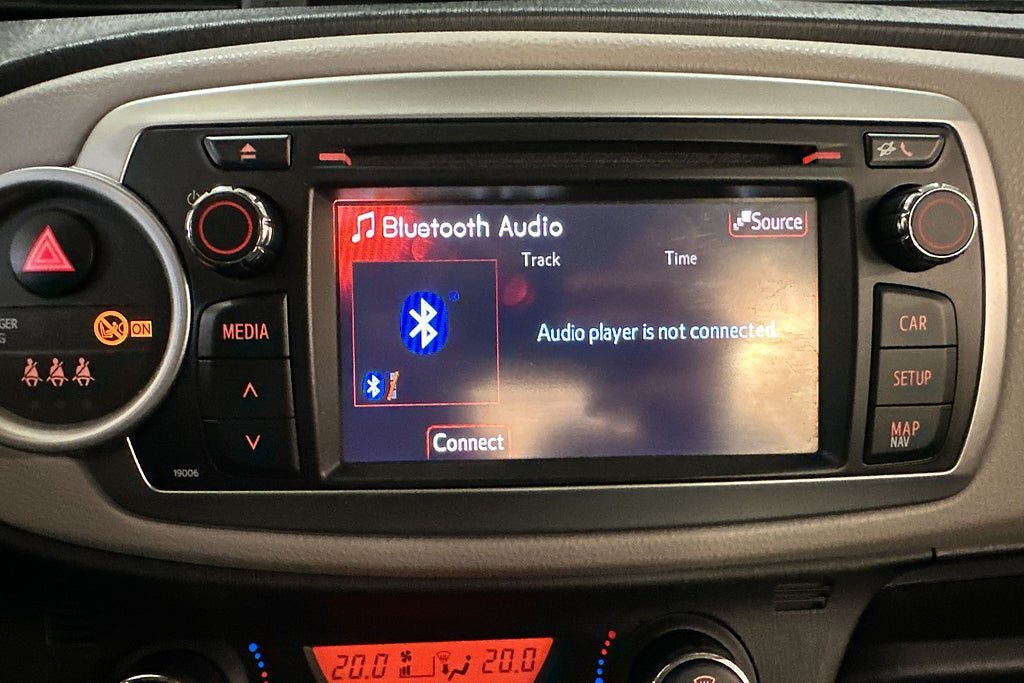 Bluetooth Audio
Source
Track
Time
Audio player is not connected.
Connect
MEDIA
CAR
SETUP
MAP
NAV
19006
ON
20.0
20.0